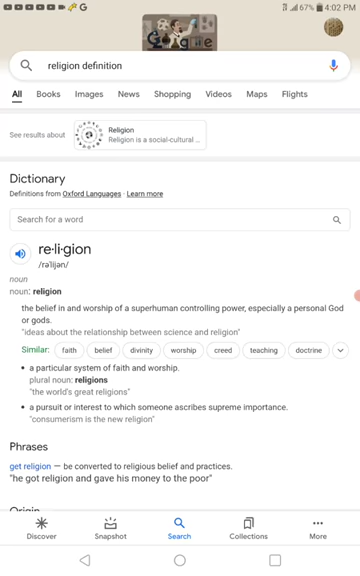 67% 4:02 PM
religion definition
All Books Images News Shopping Videos Maps Flights
See results about
Religion
Religion is a social-cultural ...
Dictionary
Definitions from Oxford Languages · Learn more
Search for a word
re·li·gion
/rəˈlijən/
noun
noun: religion
the belief in and worship of a superhuman controlling power, especially a personal God
or gods.
"ideas about the relationship between science and religion"
Similar: faith belief divinity worship creed teaching doctrine
• a particular system of faith and worship.
plural noun: religions
"the world's great religions"
• a pursuit or interest to which someone ascribes supreme importance.
"consumerism is the new religion"
Phrases
get religion — be converted to religious belief and practices.
"he got religion and gave his money to the poor"
Origin
Discover Snapshot Search Collections More